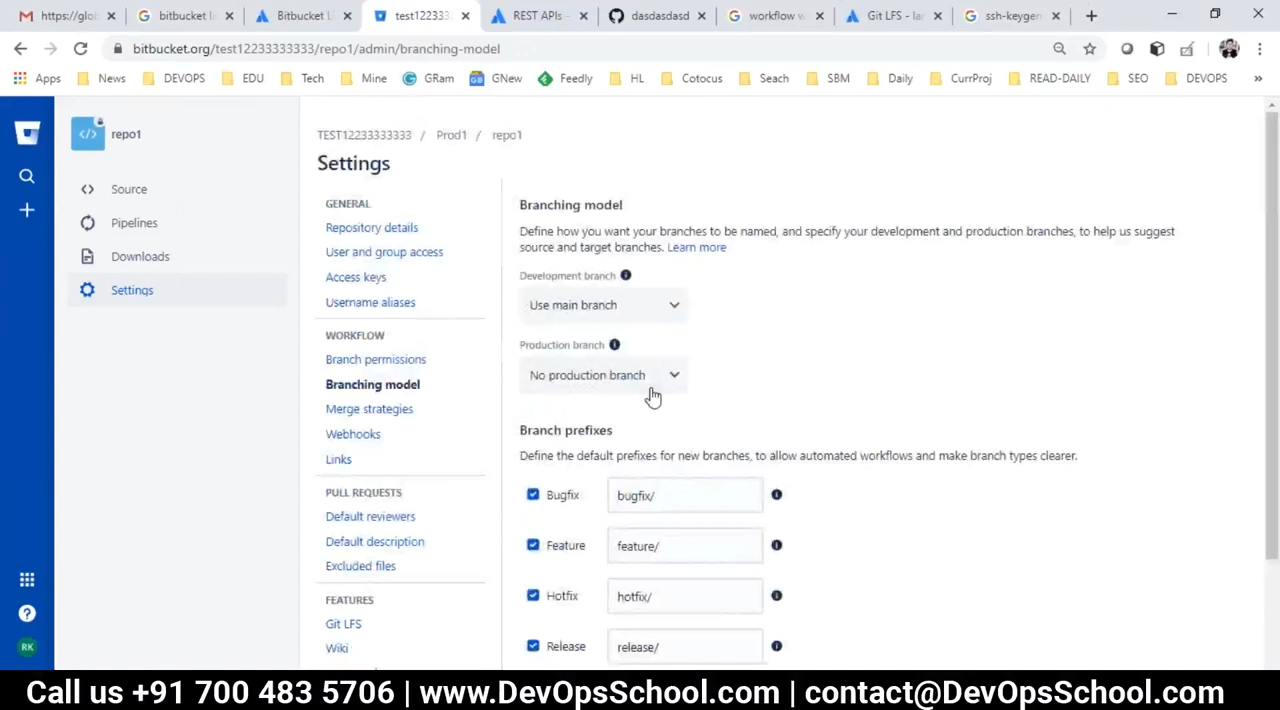 https://glob
bitbucket li
Bitbucket L
test1223333
REST APIs –
dasdasdasd
workflow w
Git LFS - la
ssh-keygen
bitbucket.org/test12233333333/repo1/admin/branching-model
Apps
News
DEVOPS
EDU
Tech
Mine
GRam
GNew
Feedly
HL
Cotocus
Seach
SBM
Daily
CurrProj
READ-DAILY
SEO
DEVOPS
»
repo1
Source
Pipelines
Downloads
Settings
RK
TEST12233333333 / Prod1 / repo1
Settings
GENERAL
Repository details
User and group access
Access keys
Username aliases
WORKFLOW
Branch permissions
Branching model
Merge strategies
Webhooks
Links
PULL REQUESTS
Default reviewers
Default description
Excluded files
FEATURES
Git LFS
Wiki
Branching model
Define how you want your branches to be named, and specify your development and production branches, to help us suggest
source and target branches. Learn more
Development branch
Use main branch
Production branch
No production branch
Branch prefixes
Define the default prefixes for new branches, to allow automated workflows and make branch types clearer.
Bugfix bugfix/
Feature feature/
Hotfix hotfix/
Release release/
Call us +91 700 483 5706 | www.DevOpsSchool.com | contact@DevOpsSchool.com